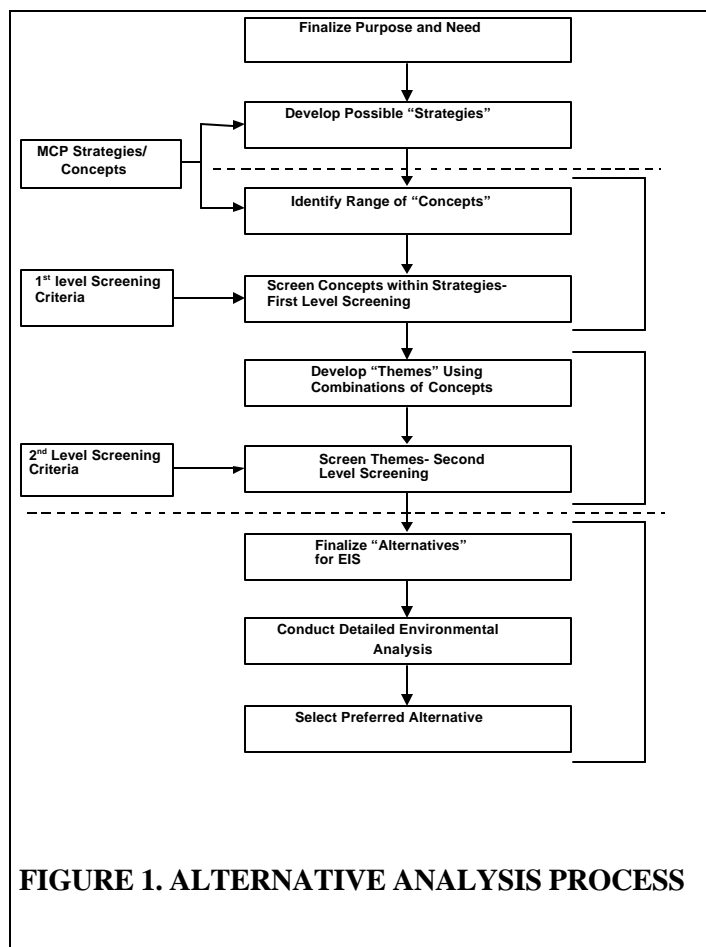 Finalize Purpose and Need
Develop Possible “Strategies”
MCP Strategies/
Concepts
Identify Range of “Concepts”
1st level Screening
Criteria
Screen Concepts within Strategies-
First Level Screening
Develop “Themes” Using
Combinations of Concepts
2nd Level Screening
Criteria
Screen Themes- Second
Level Screening
Finalize “Alternatives”
for EIS
Conduct Detailed Environmental
Analysis
Select Preferred Alternative
FIGURE 1. ALTERNATIVE ANALYSIS PROCESS